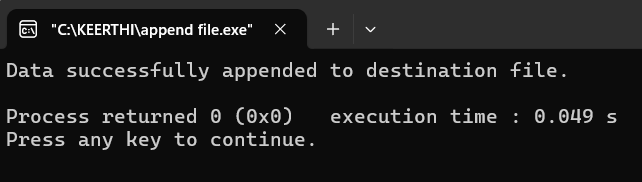 "C:\KEERTHI\append file.exe"
Data successfully appended to destination file.
Process returned 0 (0x0)   execution time : 0.049 s
Press any key to continue.